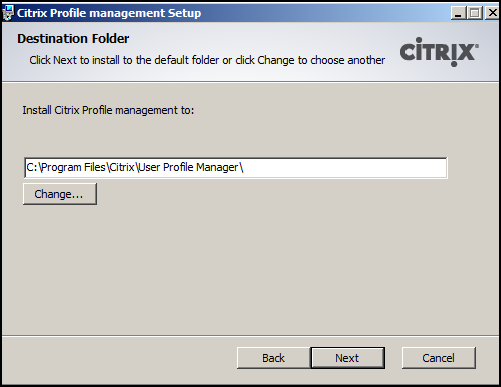 Citrix Profile management Setup
Destination Folder
Click Next to install to the default folder or click Change to choose another
CITRIX®
Install Citrix Profile management to:
C:\Program Files\Citrix\User Profile Manager\
Change...
Back Next Cancel